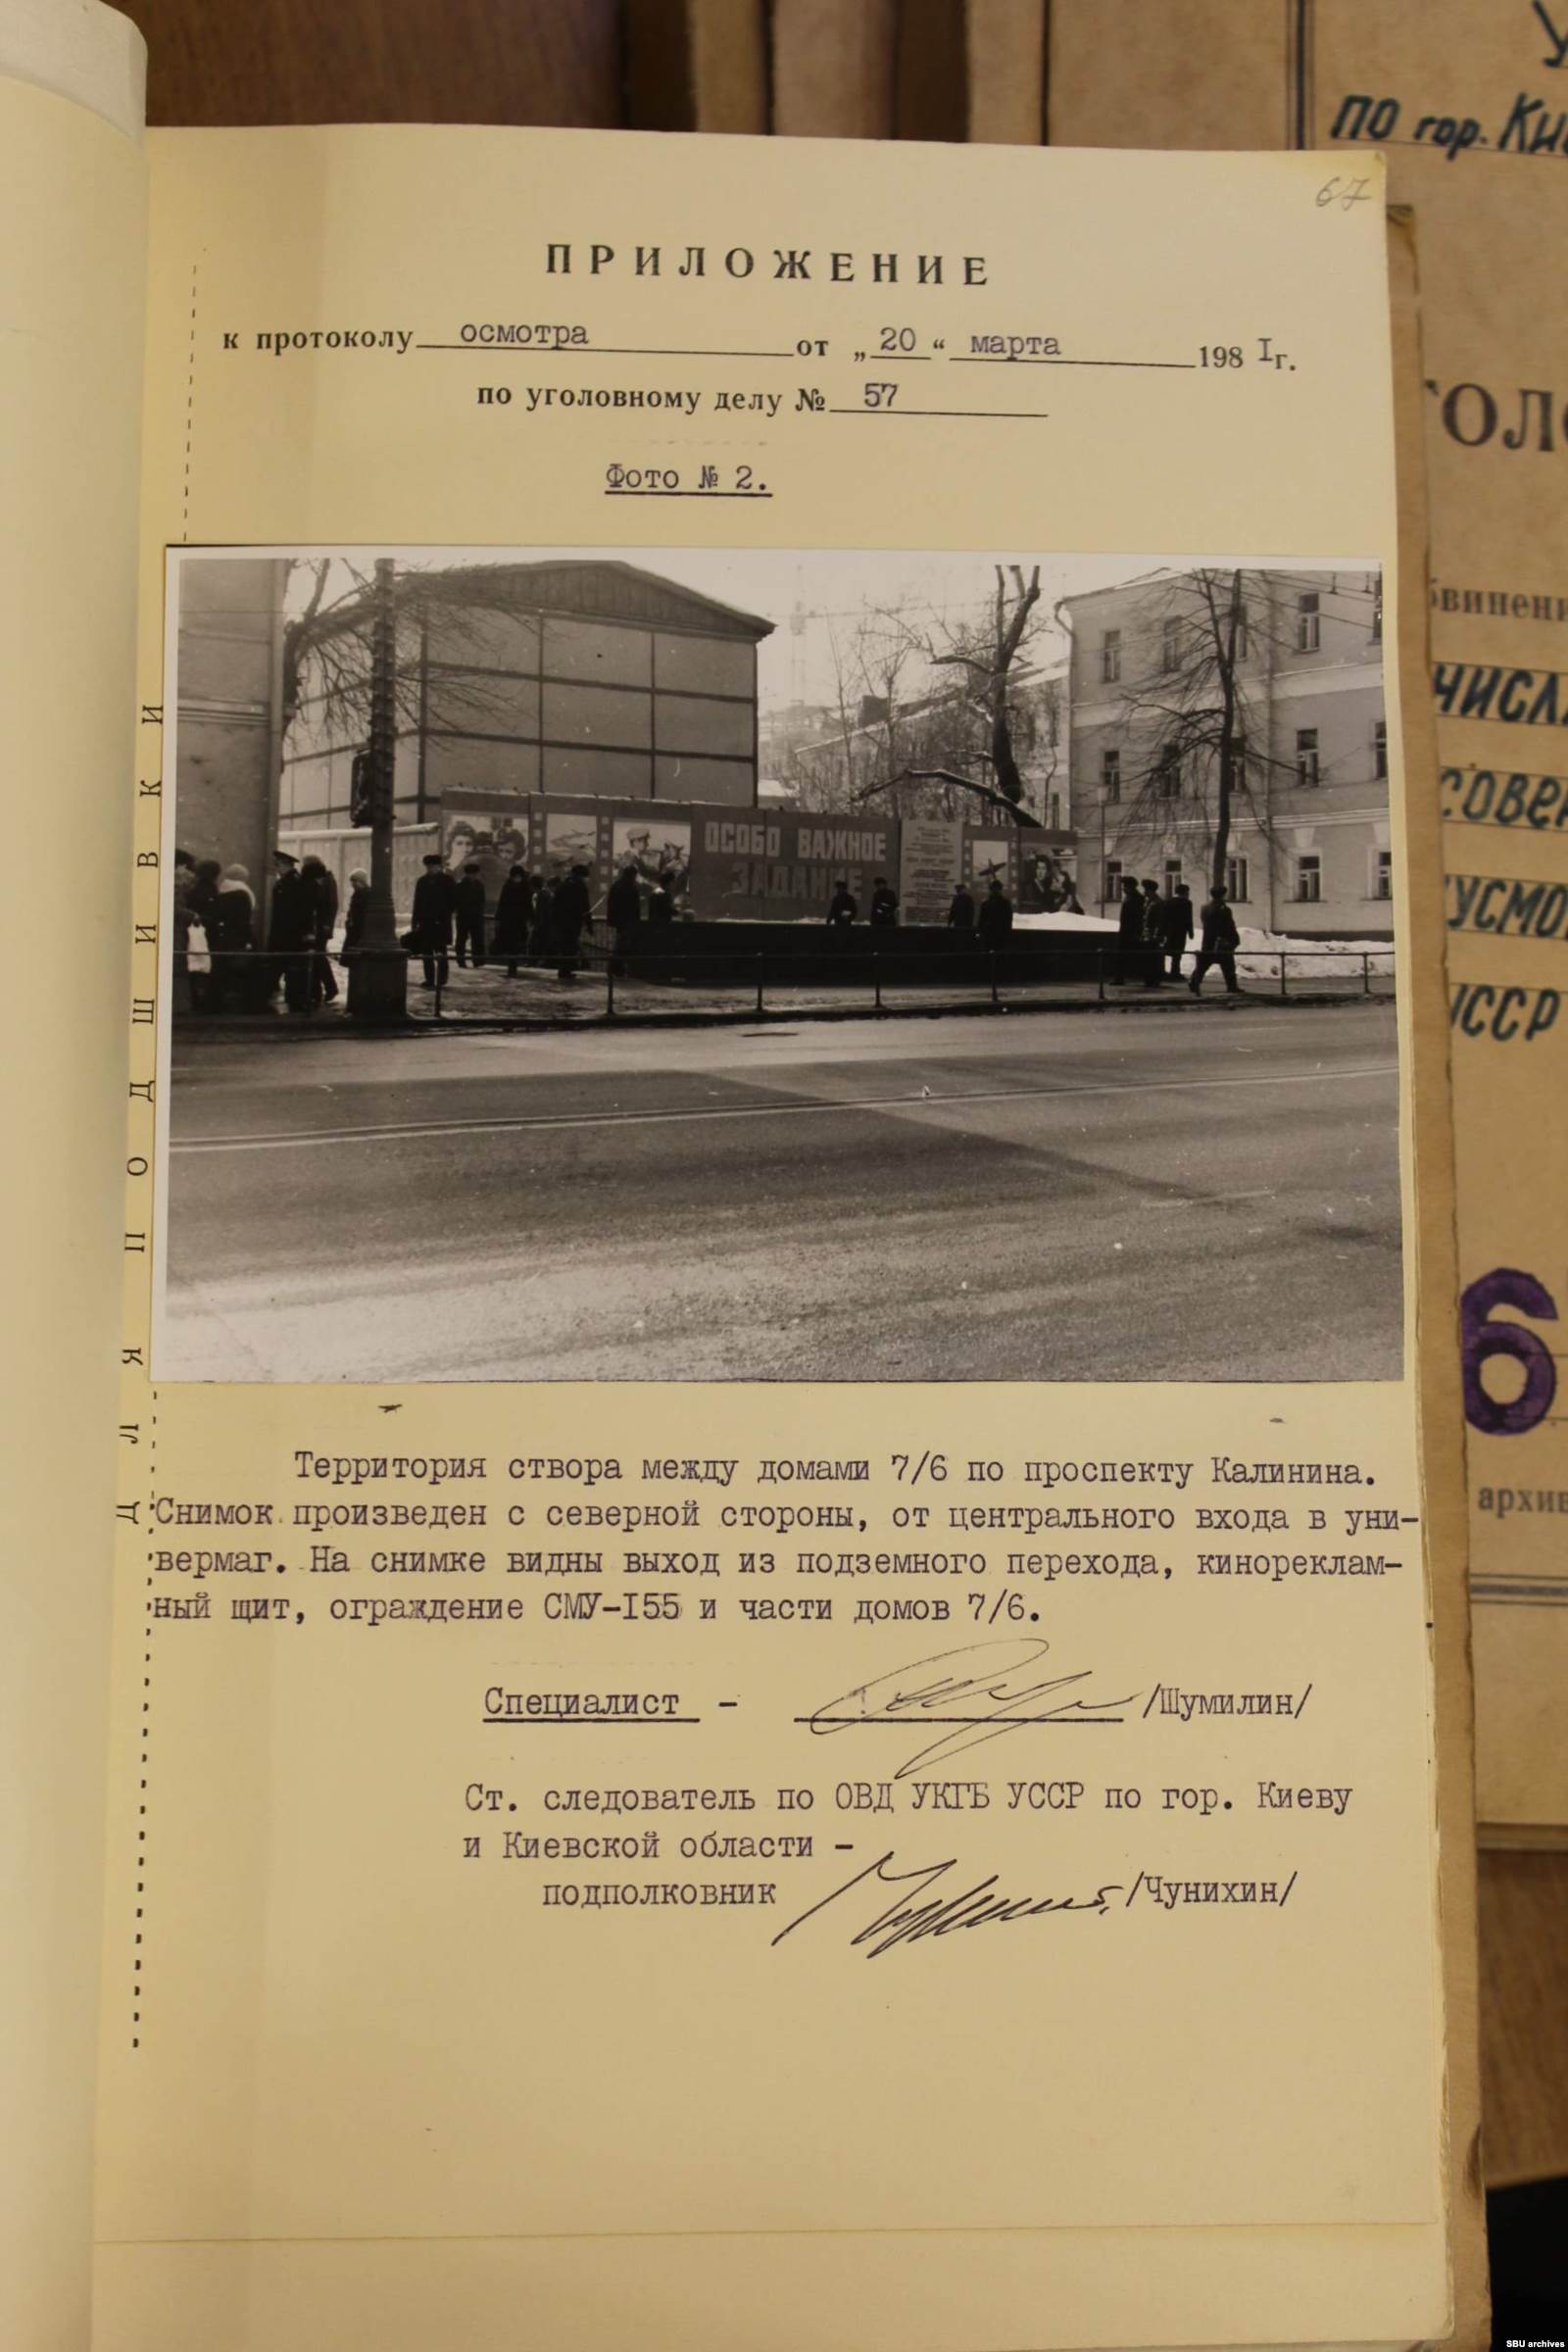 67
ПРИЛОЖЕНИЕ
к протоколу осмотра от „20“ марта 198 Iг.
по уголовному делу № 57
Фото № 2.
ОСОБО ВАЖНОЕ
ЗАДАНИЕ
ДЛЯ ПОДШИВКИ
Территория створа между домами 7/6 по проспекту Калинина.
Снимок произведен с северной стороны, от центрального входа в уни-
вермаг. На снимке видны выход из подземного перехода, кинореклам-
ный щит, ограждение СМУ-I55 и части домов 7/6.
Специалист - /Шумилин/
Ст. следователь по ОВД УКГБ УССР по гор. Киеву
и Киевской области -
подполковник /Чунихин/
по гор. Ки
ОЛ
винен
ЧИСЛ
СОВЕ
УСМО
УССР
6
архив
SBU archives